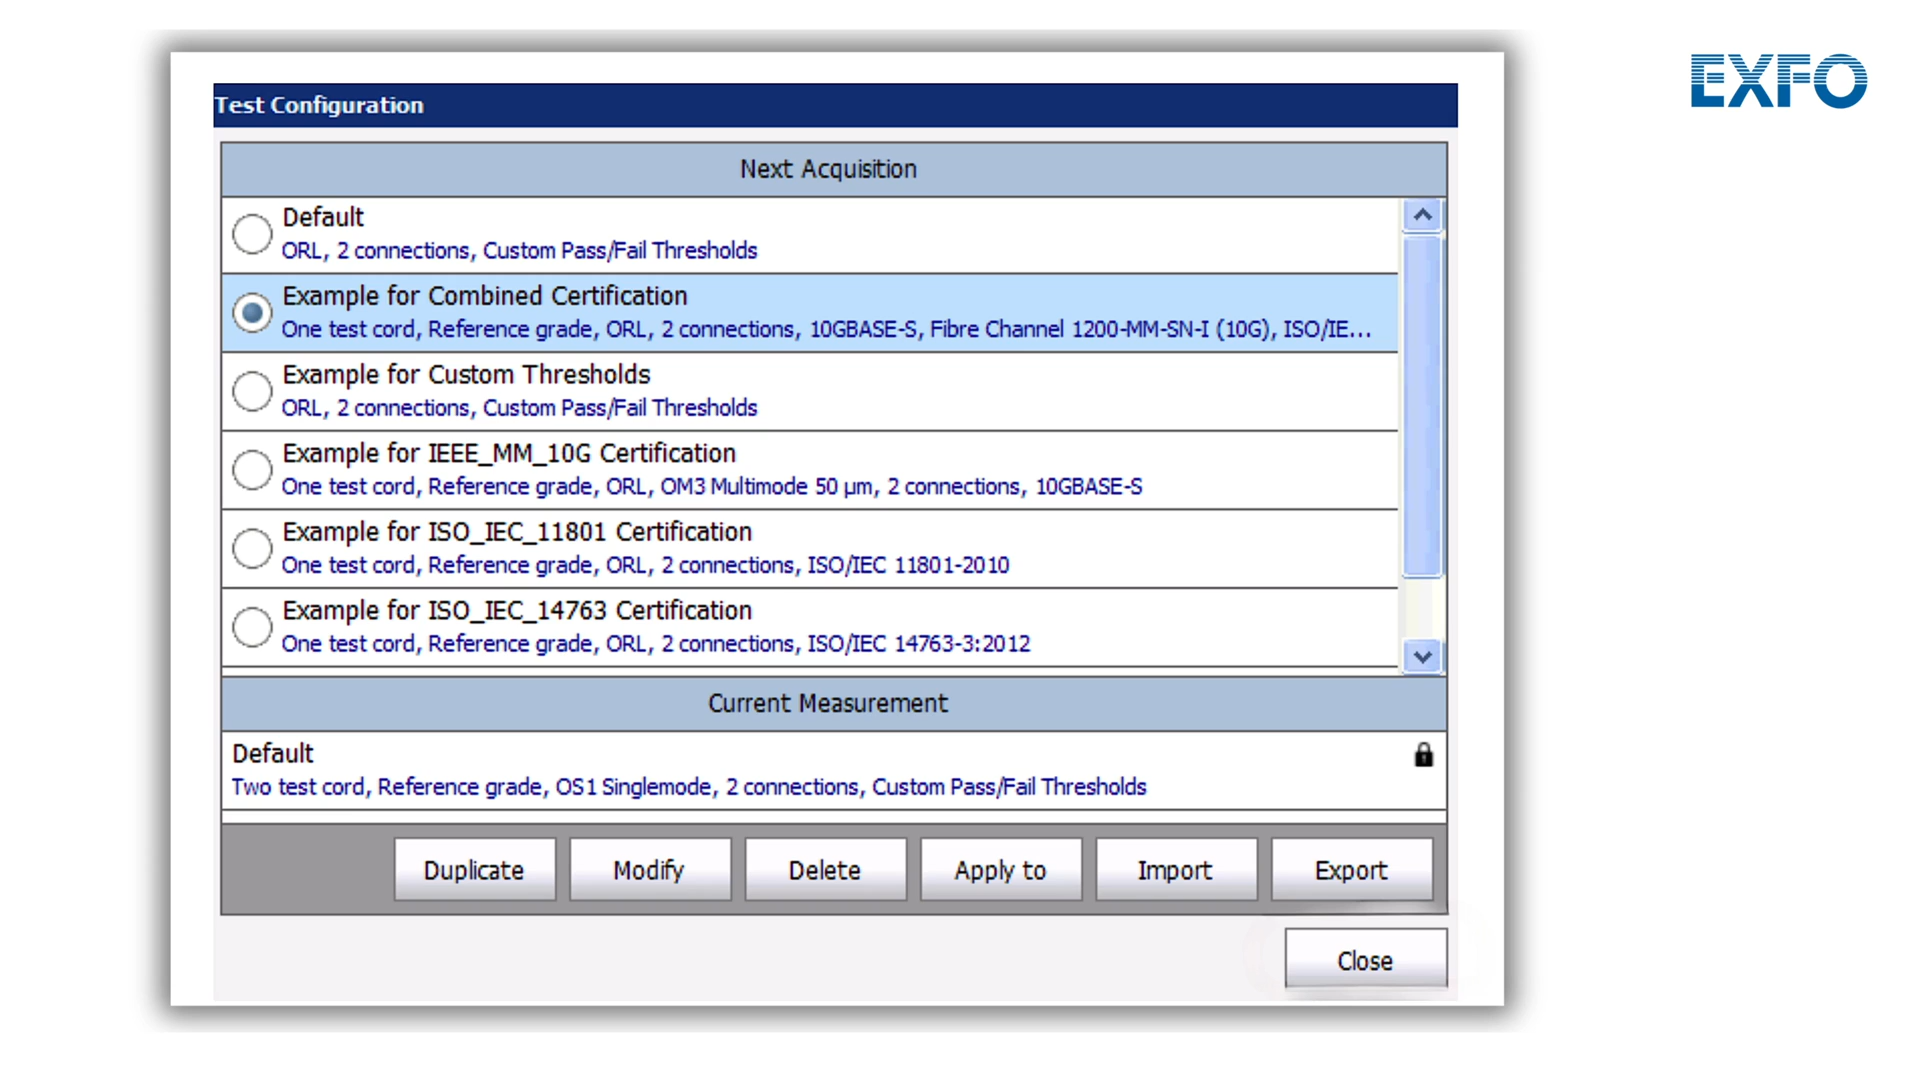 EXFO
Test Configuration
Next Acquisition
Default
ORL, 2 connections, Custom Pass/Fail Thresholds
Example for Combined Certification
One test cord, Reference grade, ORL, 2 connections, 10GBASE-S, Fibre Channel 1200-MM-SN-I (10G), ISO/IE...
Example for Custom Thresholds
ORL, 2 connections, Custom Pass/Fail Thresholds
Example for IEEE_MM_10G Certification
One test cord, Reference grade, ORL, OM3 Multimode 50 µm, 2 connections, 10GBASE-S
Example for ISO_IEC_11801 Certification
One test cord, Reference grade, ORL, 2 connections, ISO/IEC 11801-2010
Example for ISO_IEC_14763 Certification
One test cord, Reference grade, ORL, 2 connections, ISO/IEC 14763-3:2012
Current Measurement
Default
Two test cord, Reference grade, OS1 Singlemode, 2 connections, Custom Pass/Fail Thresholds
Duplicate Modify Delete Apply to Import Export
Close